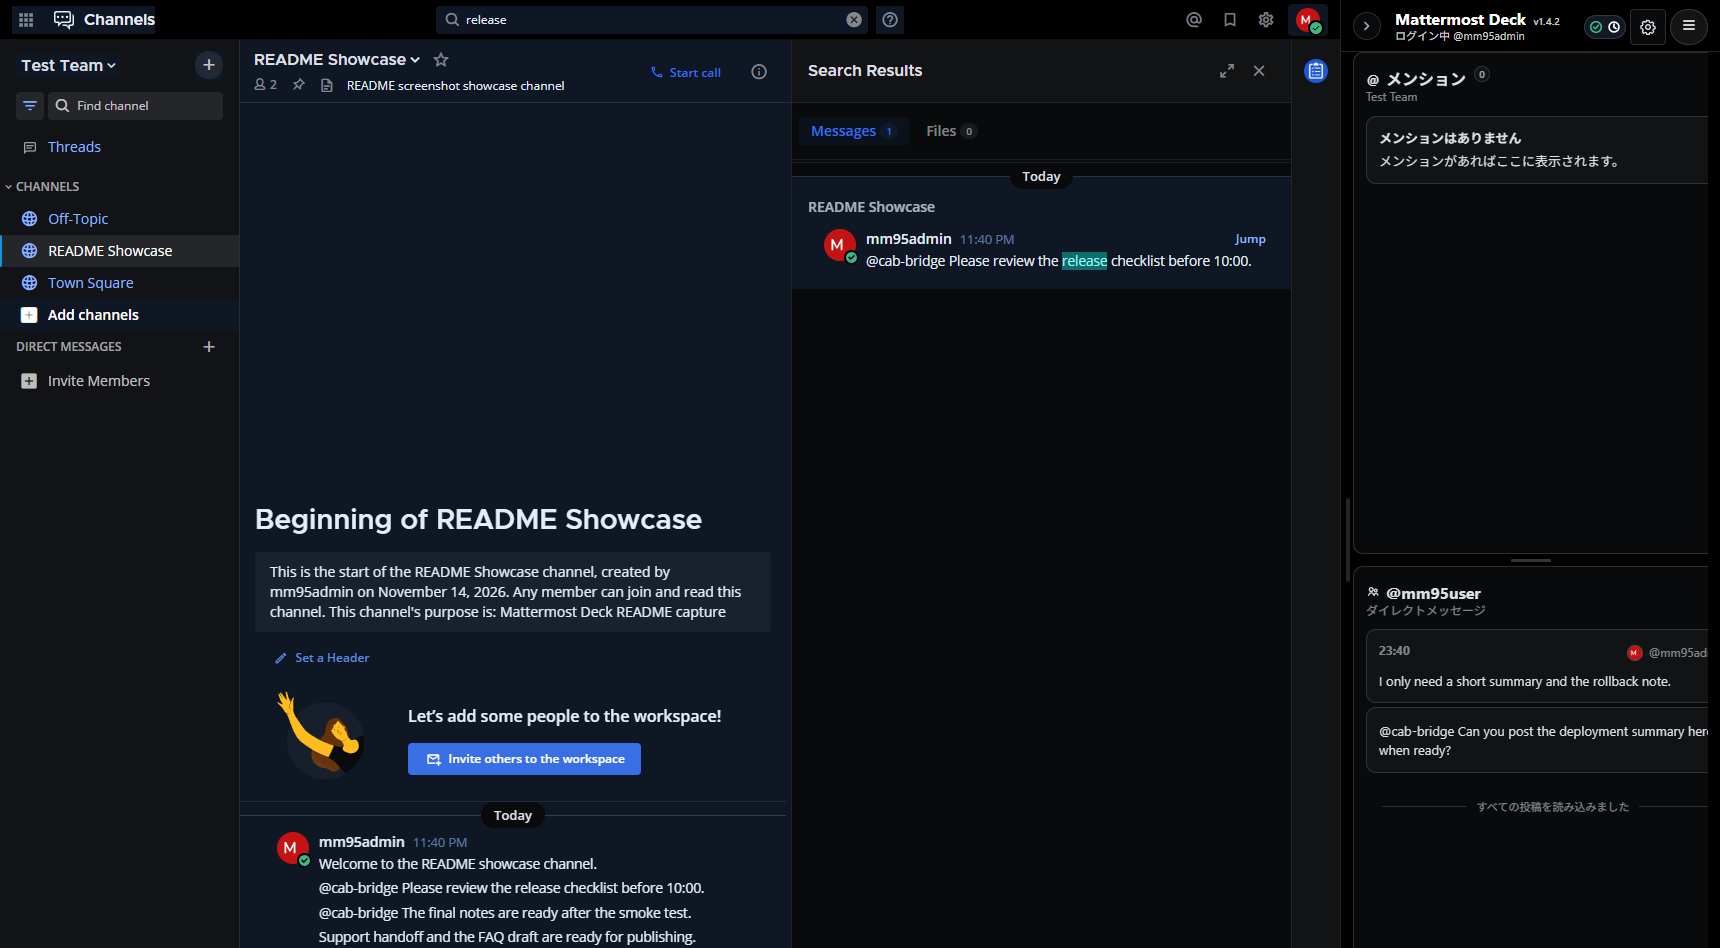 Channels
release
Mattermost Deck v1.4.2
ログイン中 @mm95admin
Test Team
Find channel
Threads
CHANNELS
Off-Topic
README Showcase
Town Square
Add channels
DIRECT MESSAGES
Invite Members
README Showcase
2
README screenshot showcase channel
Start call
Beginning of README Showcase
This is the start of the README Showcase channel, created by
mm95admin on November 14, 2026. Any member can join and read this
channel. This channel's purpose is: Mattermost Deck README capture
Set a Header
Let's add some people to the workspace!
Invite others to the workspace
Today
M
mm95admin 11:40 PM
Welcome to the README showcase channel.
@cab-bridge Please review the release checklist before 10:00.
@cab-bridge The final notes are ready after the smoke test.
Support handoff and the FAQ draft are ready for publishing.
Search Results
Messages 1
Files 0
Today
README Showcase
M
mm95admin 11:40 PM
Jump
@cab-bridge Please review the release checklist before 10:00.
M
@ メンション 0
Test Team
メンションはありません
メンションがあればここに表示されます。
@mm95user
ダイレクトメッセージ
23:40
M @mm95adi
I only need a short summary and the rollback note.
@cab-bridge Can you post the deployment summary here
when ready?
すべての投稿を読み込みました